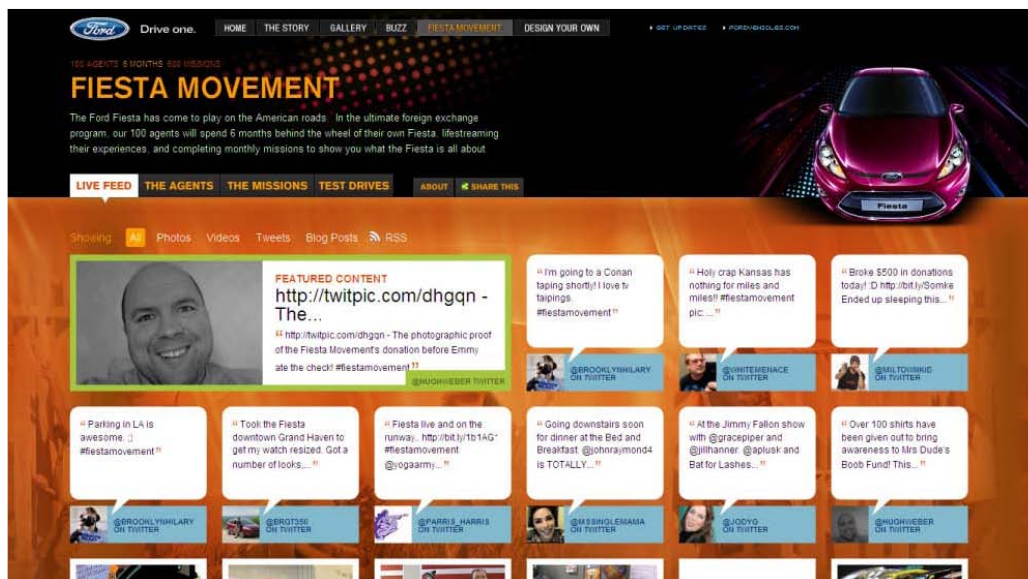 Ford
Drive one.
HOME
THE STORY
GALLERY
BUZZ
FIESTA MOVEMENT
DESIGN YOUR OWN
GET UPDATES
FORDVEHICLES.COM
100 AGENTS 6 MONTHS 600 MISSIONS
FIESTA MOVEMENT
The Ford Fiesta has come to play on the American roads. In the ultimate foreign exchange
program, our 100 agents will spend 6 months behind the wheel of their own Fiesta, lifestreaming
their experiences, and completing monthly missions to show you what the Fiesta is all about
Fiesta
LIVE FEED
THE AGENTS
THE MISSIONS
TEST DRIVES
ABOUT
SHARE THIS
Showing:
All
Photos
Videos
Tweets
Blog Posts
RSS
FEATURED CONTENT
http://twitpic.com/dhgqn -
The...
“ http://twitpic.com/dhgqn - The photographic proof
of the Fiesta Movement's donation before Emmy
ate the check! #fiestamovement ”
@HUGHWEBER TWITTER
“ I'm going to a Conan
taping shortly! I love tv
taipings.
#fiestamovement ”
@BROOKLYNHILARY
ON TWITTER
“ Holy crap Kansas has
nothing for miles and
miles!! #fiestamovement
pic: ... ”
@WHITEMENACE
ON TWITTER
“ Broke $500 in donations
today! :D http://bit.ly/Somke
Ended up sleeping this... ”
@MILTOWNKID
ON TWITTER
“ Parking in LA is
awesome. ;)
#fiestamovement ”
@BROOKLYNHILARY
ON TWITTER
“ Took the Fiesta
downtown Grand Haven to
get my watch resized. Got a
number of looks,... ”
@BRGT350
ON TWITTER
“ Fiesta live and on the
runway.. http://bit.ly/1b1AG*
#fiestamovement
@yogaarmy... ”
@PARRIS_HARRIS
ON TWITTER
“ Going downstairs soon
for dinner at the Bed and
Breakfast. @johnraymond4
is TOTALLY... ”
@MSSINGLEMAMA
ON TWITTER
“ At the Jimmy Fallon show
with @gracepiper and
@jillhanner. @aplusk and
Bat for Lashes... ”
@JODYG
ON TWITTER
“ Over 100 shirts have
been given out to bring
awareness to Mrs Dude's
Boob Fund! This... ”
@HUGHWEBER
ON TWITTER